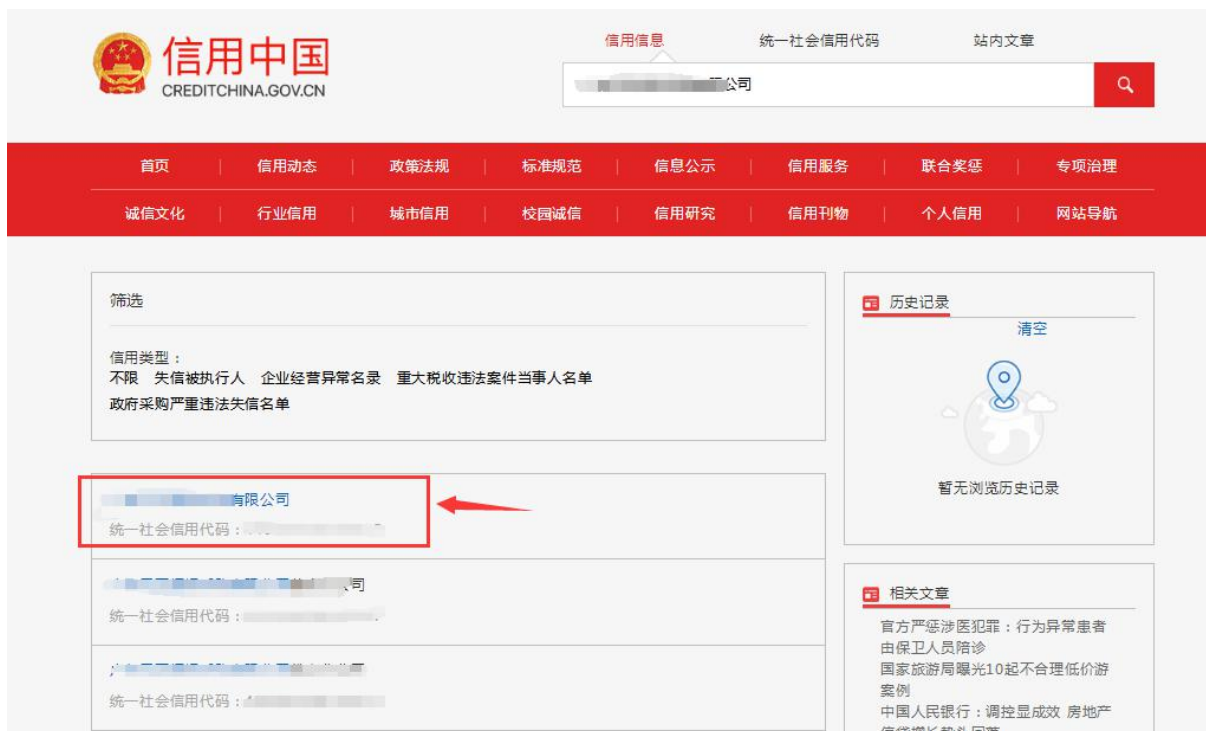 信用中国
CREDITCHINA.GOV.CN
信用信息 统一社会信用代码 站内文章
公司
首页 信用动态 政策法规 标准规范 信息公示 信用服务 联合奖惩 专项治理
诚信文化 行业信用 城市信用 校园诚信 信用研究 信用刊物 个人信用 网站导航
筛选
信用类型：
不限 失信被执行人 企业经营异常名录 重大税收违法案件当事人名单
政府采购严重违法失信名单
有限公司
统一社会信用代码：
司
统一社会信用代码：
统一社会信用代码：
历史记录
清空
暂无浏览历史记录
相关文章
官方严惩涉医犯罪：行为异常患者
由保卫人员陪诊
国家旅游局曝光10起不合理低价游
案例
中国人民银行：调控显成效 房地产